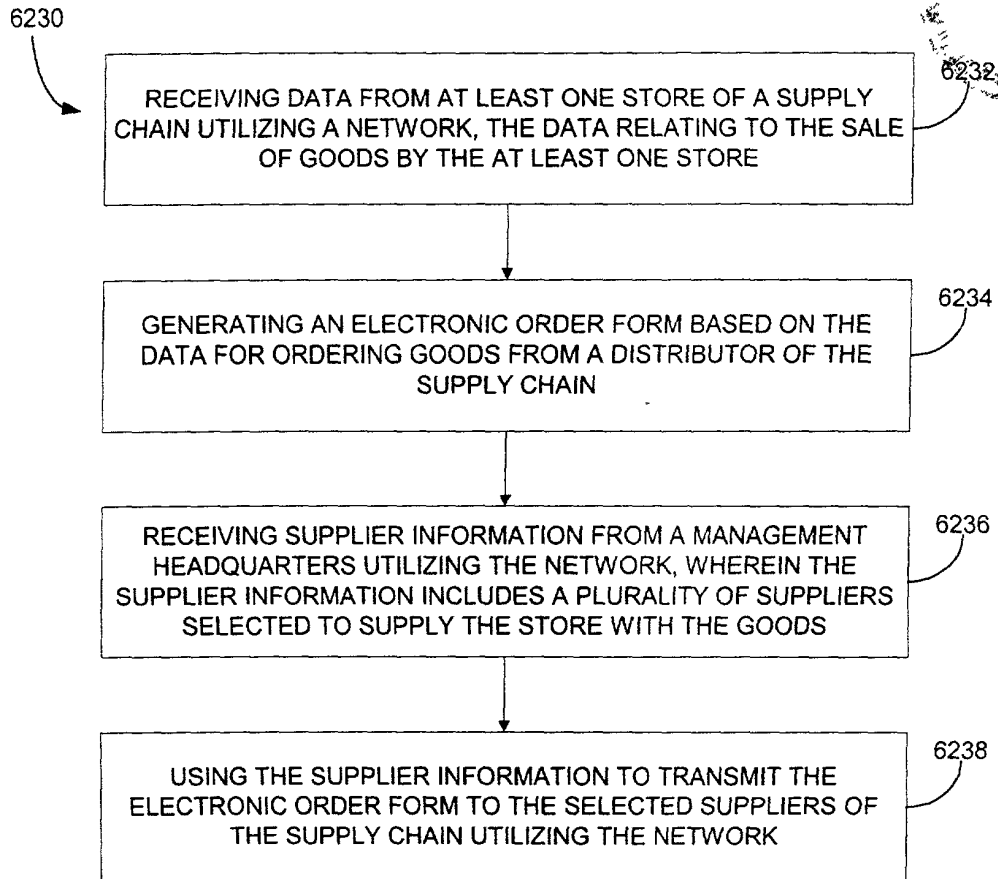 6230
6232
RECEIVING DATA FROM AT LEAST ONE STORE OF A SUPPLY
CHAIN UTILIZING A NETWORK, THE DATA RELATING TO THE SALE
OF GOODS BY THE AT LEAST ONE STORE
6234
GENERATING AN ELECTRONIC ORDER FORM BASED ON THE
DATA FOR ORDERING GOODS FROM A DISTRIBUTOR OF THE
SUPPLY CHAIN
6236
RECEIVING SUPPLIER INFORMATION FROM A MANAGEMENT
HEADQUARTERS UTILIZING THE NETWORK, WHEREIN THE
SUPPLIER INFORMATION INCLUDES A PLURALITY OF SUPPLIERS
SELECTED TO SUPPLY THE STORE WITH THE GOODS
6238
USING THE SUPPLIER INFORMATION TO TRANSMIT THE
ELECTRONIC ORDER FORM TO THE SELECTED SUPPLIERS OF
THE SUPPLY CHAIN UTILIZING THE NETWORK